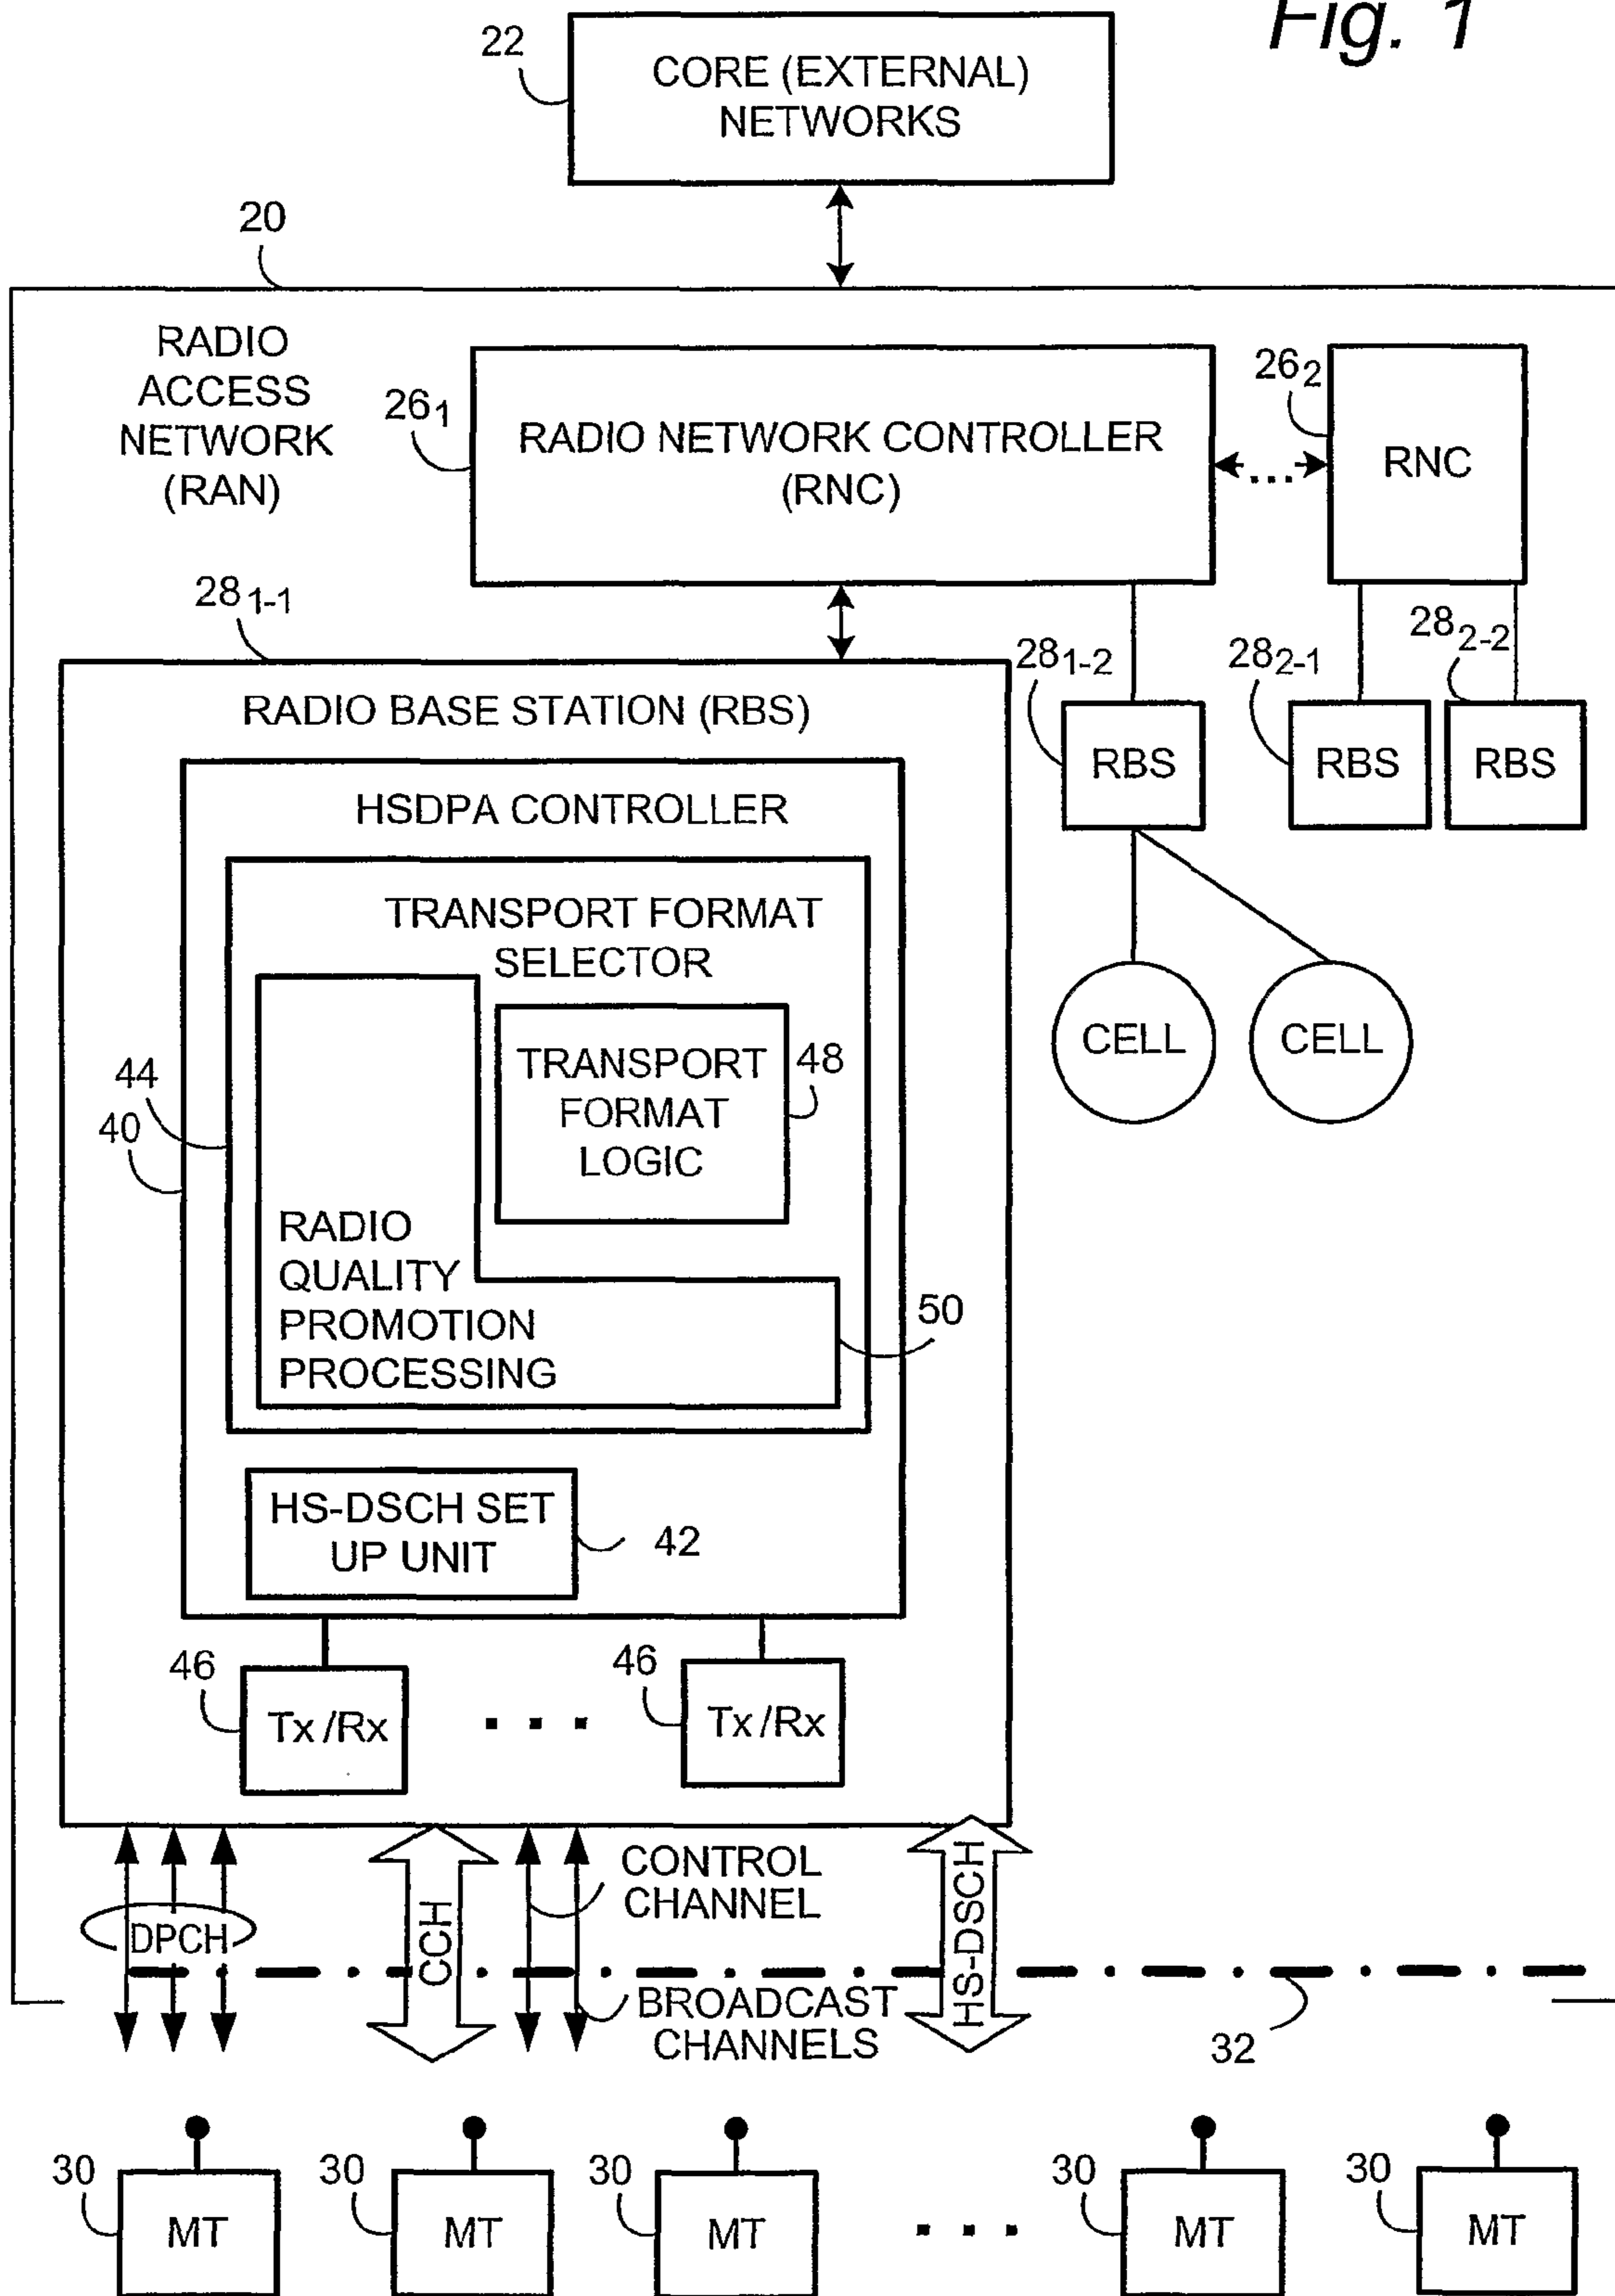 Fig. 1
22
CORE (EXTERNAL)
NETWORKS
20
RADIO
ACCESS
NETWORK
(RAN)
26₁
RADIO NETWORK CONTROLLER
(RNC)
...
26₂
RNC
28₁₋₁
28₁₋₂
28₂₋₁
28₂₋₂
RADIO BASE STATION (RBS)
RBS
RBS
RBS
HSDPA CONTROLLER
TRANSPORT FORMAT
SELECTOR
CELL
CELL
44
40
TRANSPORT
FORMAT
LOGIC
48
RADIO
QUALITY
PROMOTION
PROCESSING
50
HS-DSCH SET
UP UNIT
42
46
Tx/Rx
. . .
46
Tx/Rx
DPCH
CCH
CONTROL
CHANNEL
BROADCAST
CHANNELS
HS-DSCH
32
30
MT
30
MT
30
MT
. . .
30
MT
30
MT